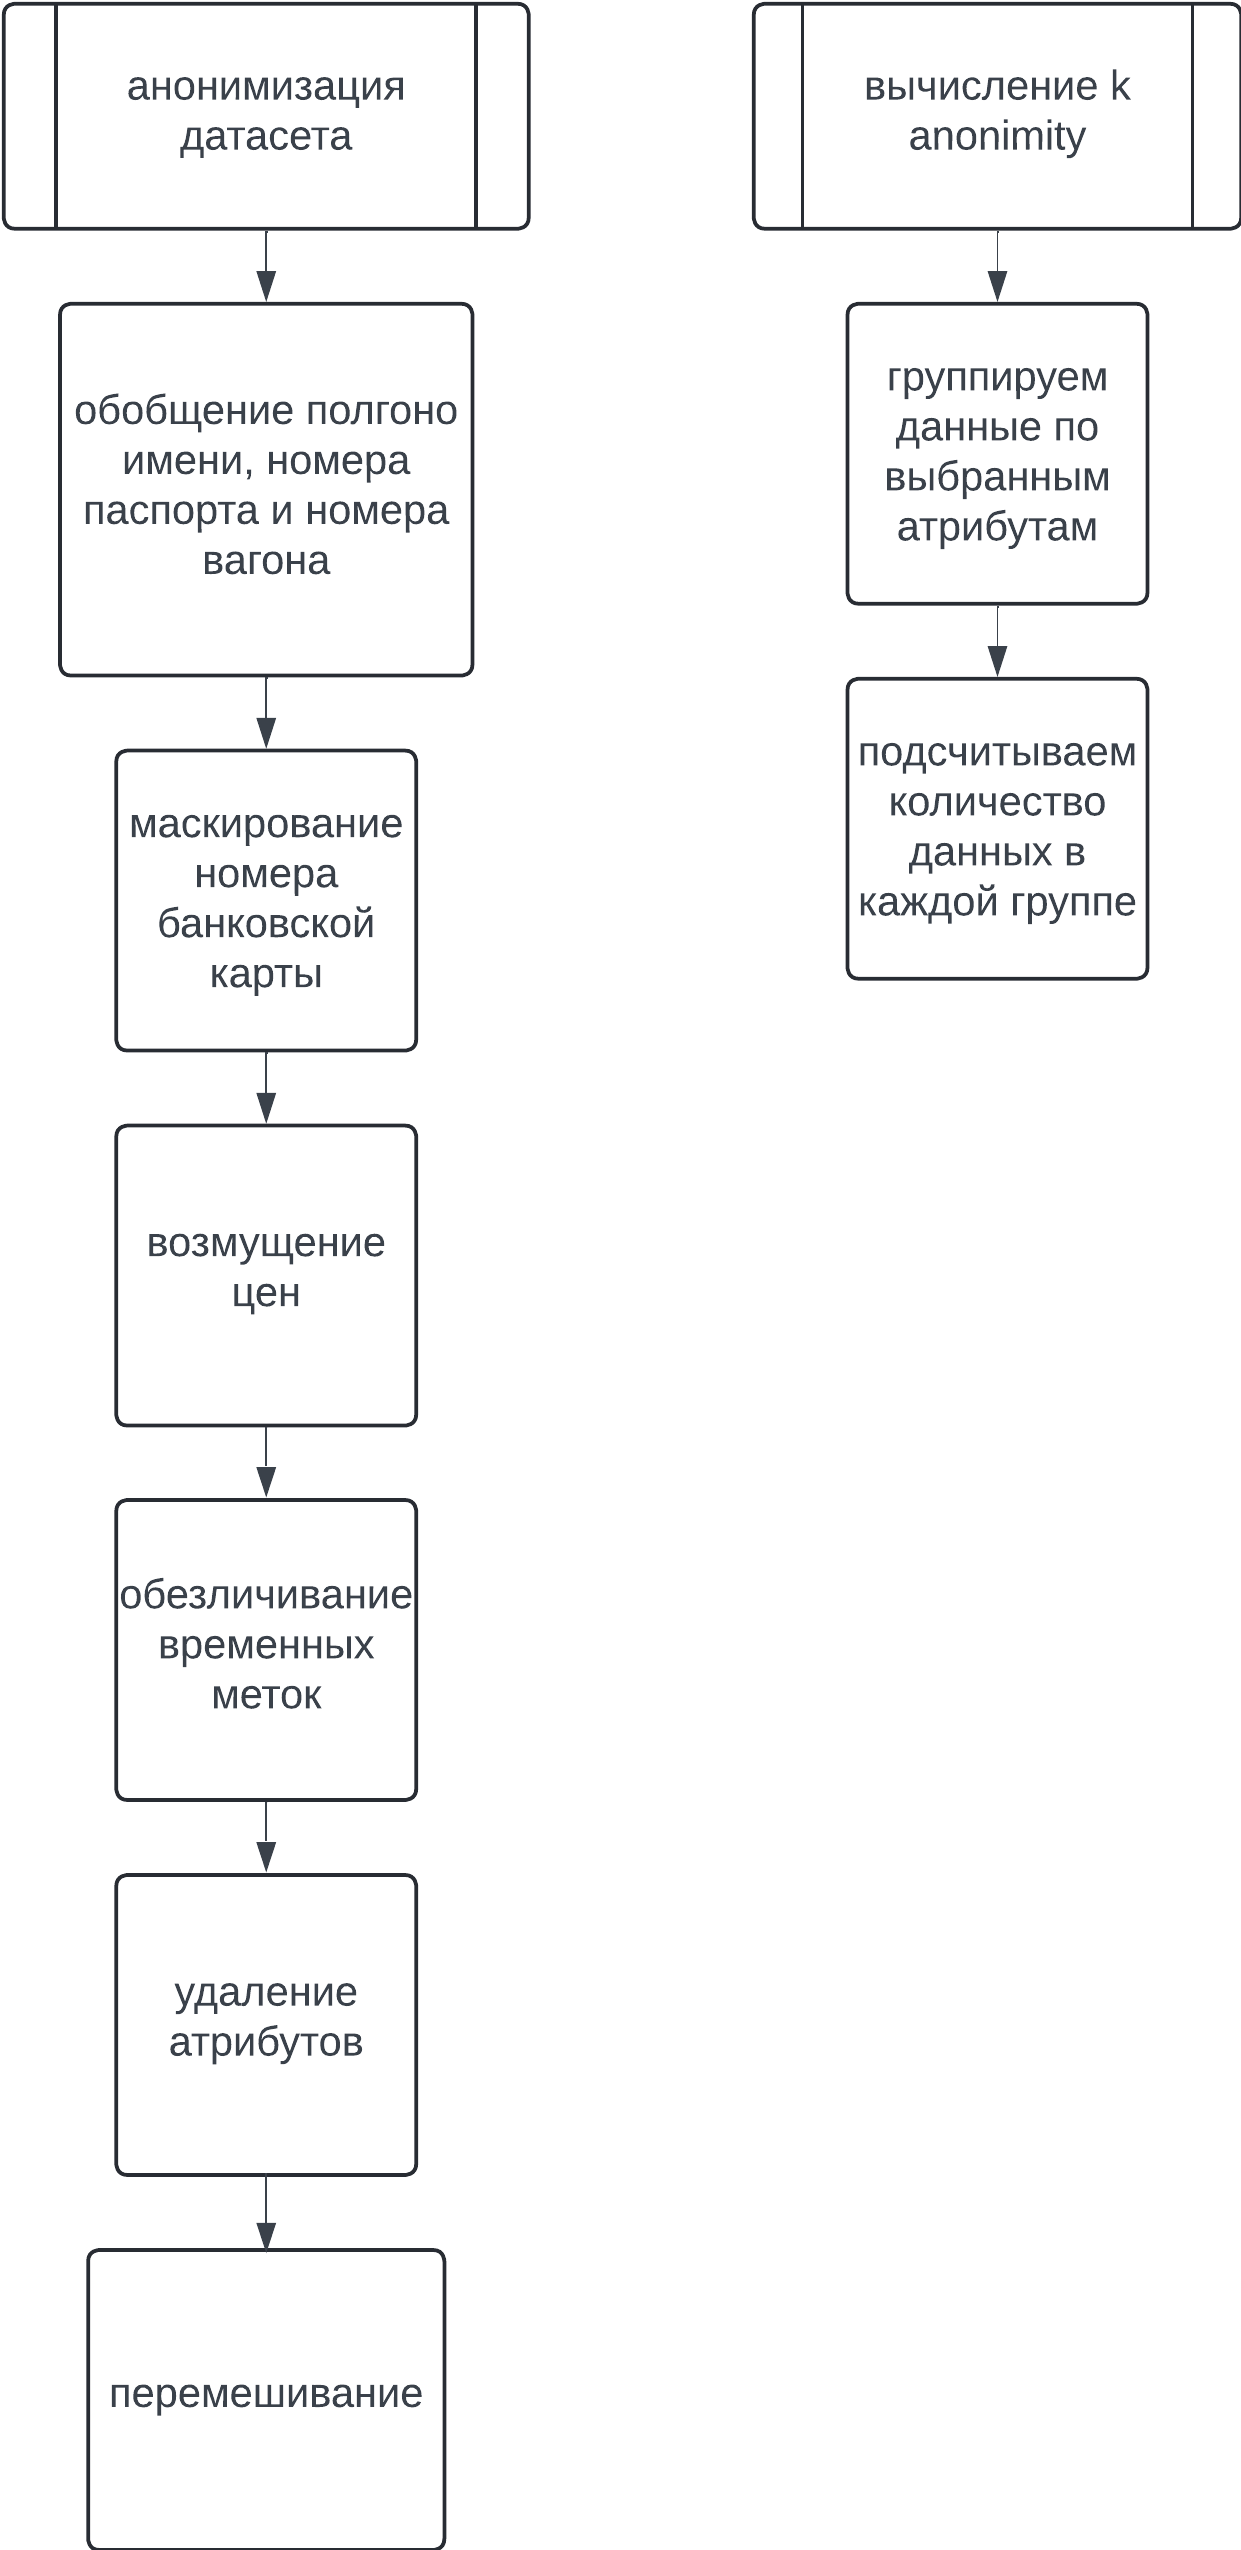 анонимизация
датасета
обобщение полгоно
имени, номера
паспорта и номера
вагона
маскирование
номера
банковской
карты
возмущение
цен
обезличивание
временных
меток
удаление
атрибутов
перемешивание
вычисление k
anonimity
группируем
данные по
выбранным
атрибутам
подсчитываем
количество
данных в
каждой группе